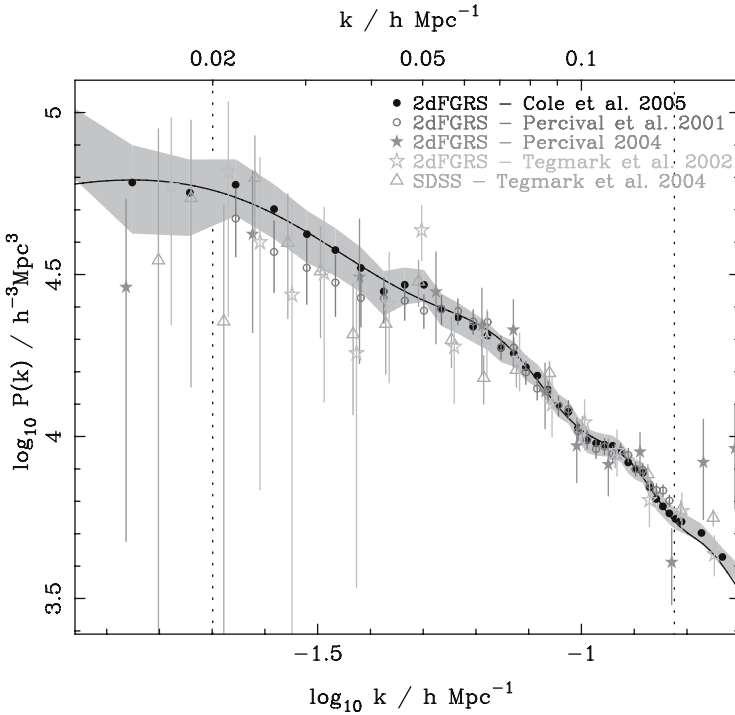 k / h Mpc⁻¹
0.02 0.05 0.1
2dFGRS − Cole et al. 2005
2dFGRS − Percival et al. 2001
2dFGRS − Percival 2004
2dFGRS − Tegmark et al. 2002
SDSS − Tegmark et al. 2004
log₁₀ P(k) / h⁻³Mpc³
5
4.5
4
3.5
−1.5 −1
log₁₀ k / h Mpc⁻¹